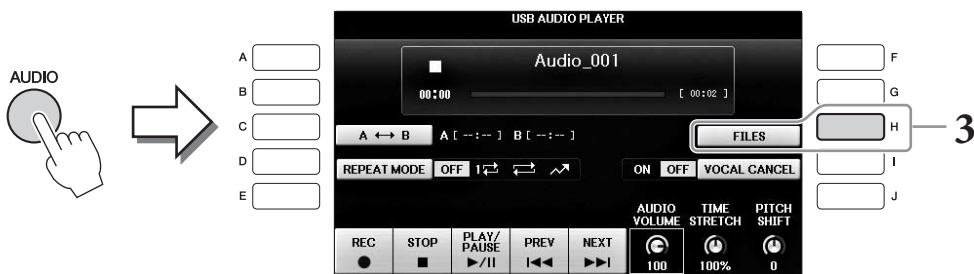 AUDIO
A
B
C
D
E
USB AUDIO PLAYER
Audio_001
00:00
[ 00:02 ]
A ↔ B A [ --:-- ] B [ --:-- ]
FILES
REPEAT MODE OFF 1
ON OFF VOCAL CANCEL
AUDIO VOLUME
TIME STRETCH
PITCH SHIFT
REC
STOP
PLAY/
PAUSE
PREV
NEXT
100
100%
0
F
G
H
I
J
3